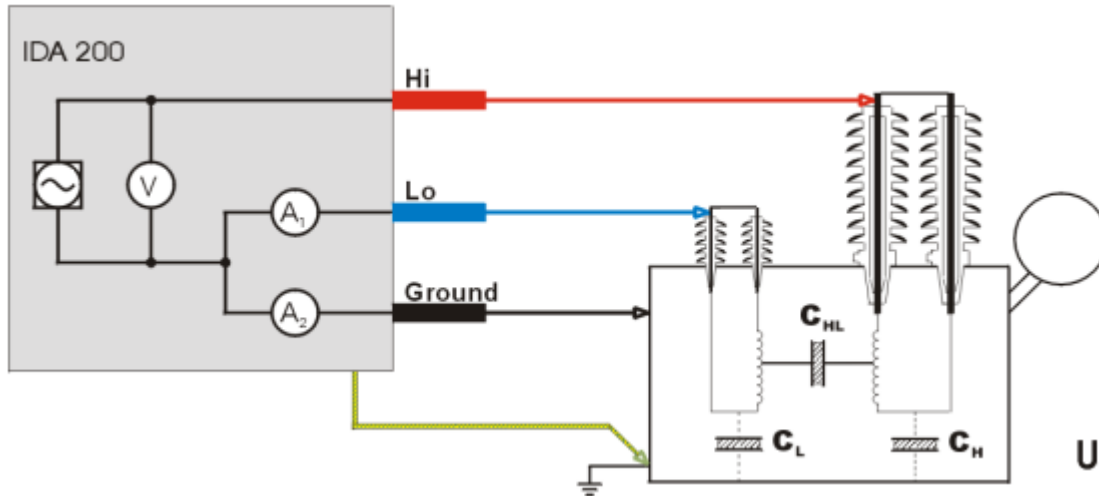 IDA 200
Hi
V
Lo
A1
Ground
A2
CHL
CL
CH
U